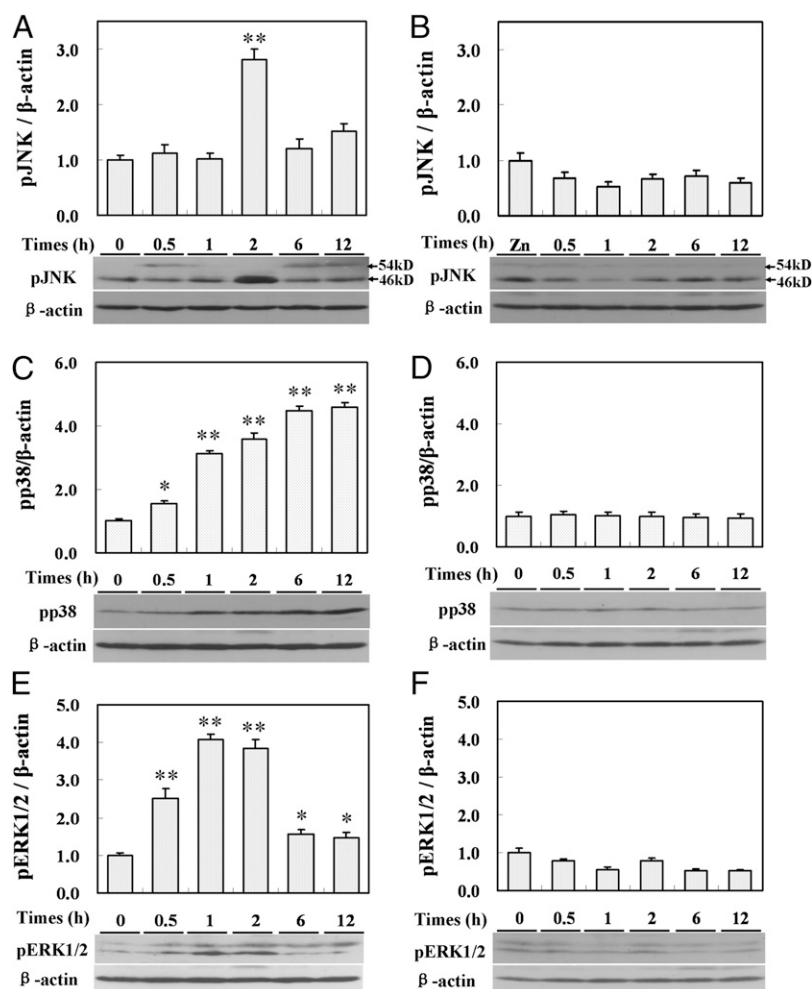 A
pJNK / β-actin
3.0
2.0
1.0
0.0
**
Times (h) 0 0.5 1 2 6 12
pJNK
54kD
46kD
β-actin
B
pJNK / β-actin
3.0
2.0
1.0
0.0
Times (h) Zn 0.5 1 2 6 12
pJNK
54kD
46kD
β-actin
C
pp38/β-actin
6.0
4.0
2.0
0.0
* ** ** ** **
Times (h) 0 0.5 1 2 6 12
pp38
β-actin
D
pp38/β-actin
6.0
4.0
2.0
0.0
Times (h) 0 0.5 1 2 6 12
pp38
β-actin
E
pERK1/2 / β-actin
5.0
4.0
3.0
2.0
1.0
0.0
** ** ** * *
Times (h) 0 0.5 1 2 6 12
pERK1/2
β-actin
F
pERK1/2 / β-actin
5.0
4.0
3.0
2.0
1.0
0.0
Times (h) 0 0.5 1 2 6 12
pERK1/2
β-actin